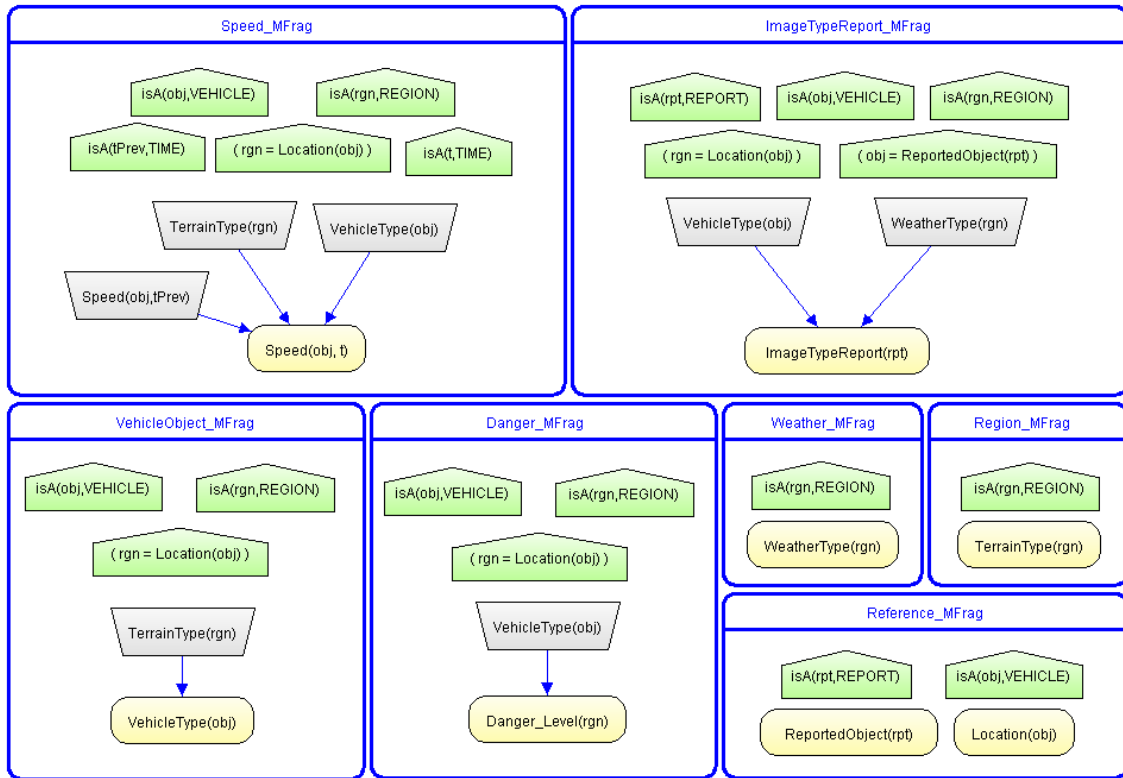 Speed_MFrag
isA(obj,VEHICLE)
isA(rgn,REGION)
isA(tPrev,TIME)
( rgn = Location(obj) )
isA(t,TIME)
TerrainType(rgn)
VehicleType(obj)
Speed(obj,tPrev)
Speed(obj, t)
ImageTypeReport_MFrag
isA(rpt,REPORT)
isA(obj,VEHICLE)
isA(rgn,REGION)
( rgn = Location(obj) )
( obj = ReportedObject(rpt) )
VehicleType(obj)
WeatherType(rgn)
ImageTypeReport(rpt)
VehicleObject_MFrag
isA(obj,VEHICLE)
isA(rgn,REGION)
( rgn = Location(obj) )
TerrainType(rgn)
VehicleType(obj)
Danger_MFrag
isA(obj,VEHICLE)
isA(rgn,REGION)
( rgn = Location(obj) )
VehicleType(obj)
Danger_Level(rgn)
Weather_MFrag
isA(rgn,REGION)
WeatherType(rgn)
Region_MFrag
isA(rgn,REGION)
TerrainType(rgn)
Reference_MFrag
isA(rpt,REPORT)
isA(obj,VEHICLE)
ReportedObject(rpt)
Location(obj)